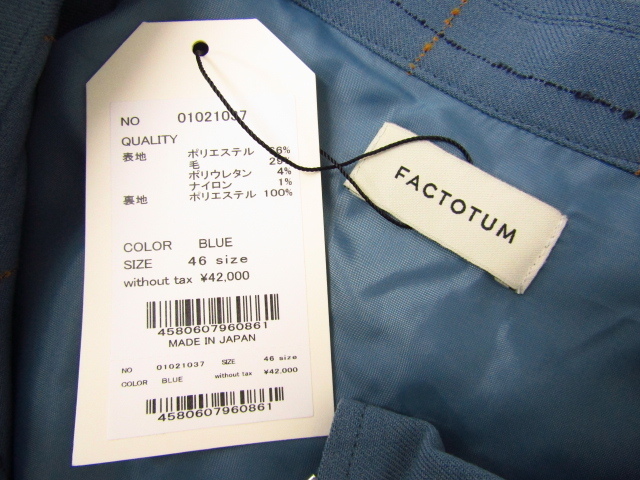 NO 01021037
QUALITY
表地 ポリエステル 66%
毛 29%
ポリウレタン 4%
ナイロン 1%
裏地 ポリエステル 100%
COLOR BLUE
SIZE 46 size
without tax ¥42,000
4580607960861
MADE IN JAPAN
NO 01021037 SIZE 46 size
COLOR BLUE without tax ¥42,000
4580607960861
FACTOTUM